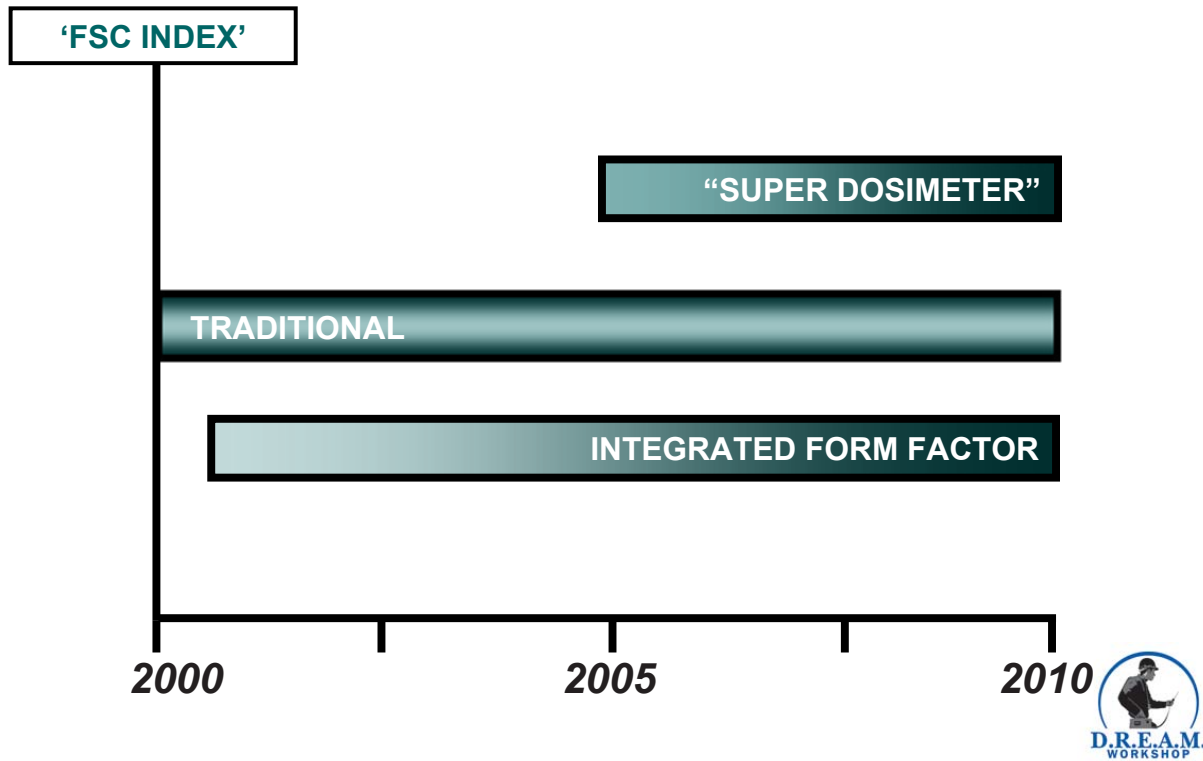 ‘FSC INDEX’
“SUPER DOSIMETER”
TRADITIONAL
INTEGRATED FORM FACTOR
2000 2005 2010
D.R.E.A.M.
WORKSHOP